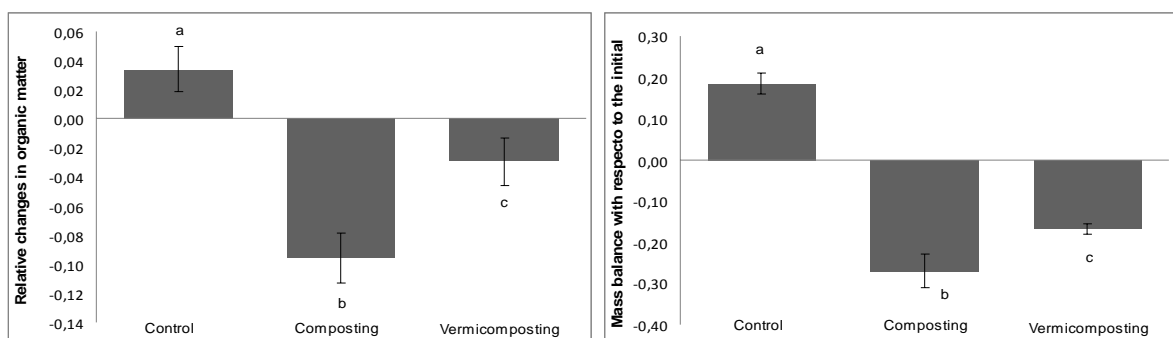 Relative changes in organic matter
0,06
0,04
0,02
0,00
-0,02
-0,04
-0,06
-0,08
-0,10
-0,12
-0,14
a
b
c
Control Composting Vermicomposting
Mass balance with respecto to the initial
0,30
0,20
0,10
0,00
-0,10
-0,20
-0,30
-0,40
a
b
c
Control Composting Vermicomposting